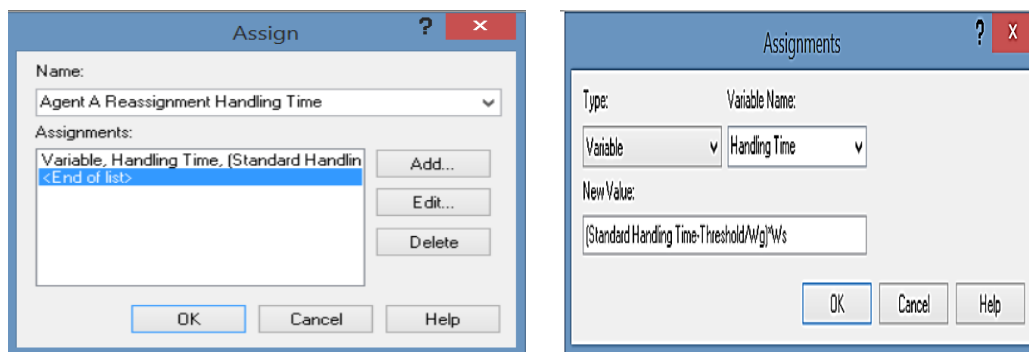 Assign
? ×
Name:
Agent A Reassignment Handling Time
Assignments:
Variable, Handling Time, (Standard Handlin
<End of list>
Add...
Edit...
Delete
OK Cancel Help
Assignments
? X
Type: Variable Name:
Variable Handling Time
New Value:
(Standard Handling Time-Threshold/Wg)*Ws
OK Cancel Help